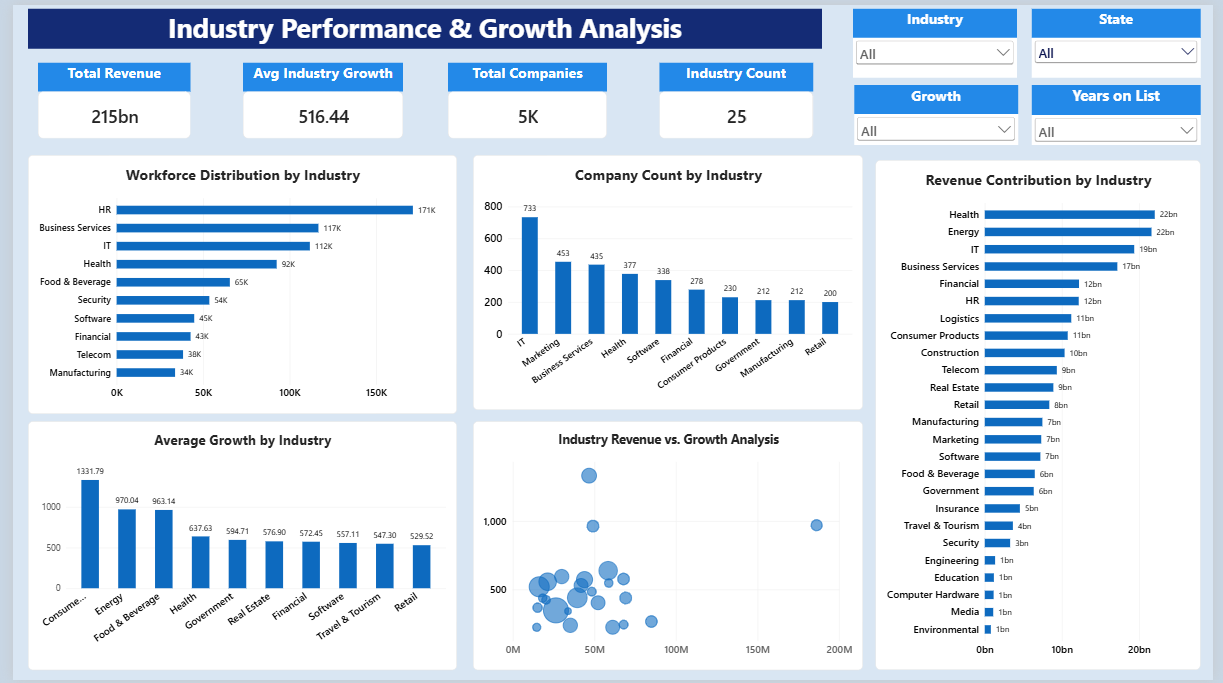 Industry Performance & Growth Analysis
Industry
All
State
All
Growth
All
Years on List
All
Total Revenue
215bn
Avg Industry Growth
516.44
Total Companies
5K
Industry Count
25
Workforce Distribution by Industry
HR 171K
Business Services 117K
IT 112K
Health 92K
Food & Beverage 65K
Security 54K
Software 45K
Financial 43K
Telecom 38K
Manufacturing 34K
0K 50K 100K 150K
Company Count by Industry
800
600
400
200
0
733 453 435 377 338 278 230 212 212 200
IT Marketing Business Services Health Software Financial Consumer Products Government Manufacturing Retail
Revenue Contribution by Industry
Health 22bn
Energy 22bn
IT 19bn
Business Services 17bn
Financial 12bn
HR 12bn
Logistics 11bn
Consumer Products 11bn
Construction 10bn
Telecom 9bn
Real Estate 9bn
Retail 8bn
Manufacturing 7bn
Marketing 7bn
Software 7bn
Food & Beverage 6bn
Government 6bn
Insurance 5bn
Travel & Tourism 4bn
Security 3bn
Engineering 1bn
Education 1bn
Computer Hardware 1bn
Media 1bn
Environmental 1bn
0bn 10bn 20bn
Average Growth by Industry
1000
500
0
1331.79 970.04 963.14 637.63 594.71 576.90 572.45 557.11 547.30 529.52
Consume... Energy Food & Beverage Health Government Real Estate Financial Software Travel & Tourism Retail
Industry Revenue vs. Growth Analysis
1,000
500
0M 50M 100M 150M 200M